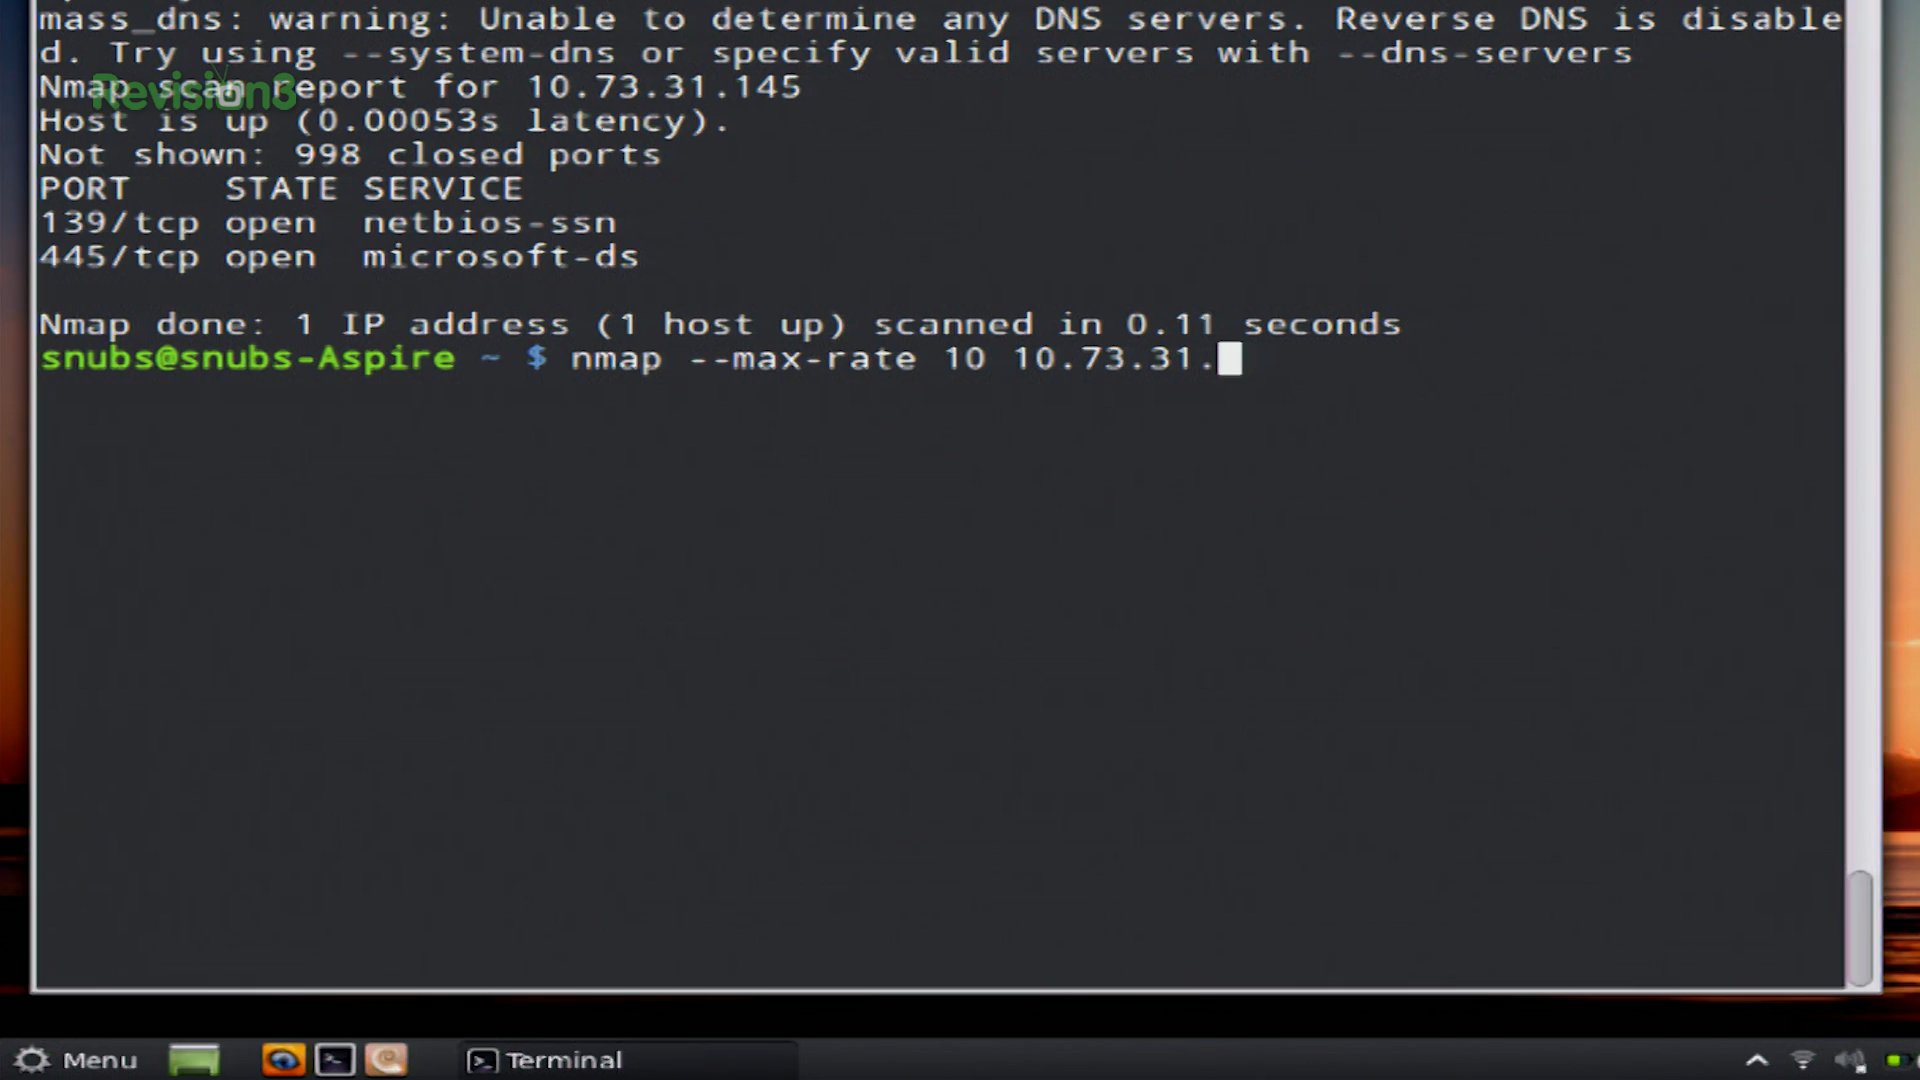 mass_dns: warning: Unable to determine any DNS servers. Reverse DNS is disable
d. Try using --system-dns or specify valid servers with --dns-servers
Revision3
Nmap scan report for 10.73.31.145
Host is up (0.00053s latency).
Not shown: 998 closed ports
PORT    STATE SERVICE
139/tcp open  netbios-ssn
445/tcp open  microsoft-ds
Nmap done: 1 IP address (1 host up) scanned in 0.11 seconds
snubs@snubs-Aspire ~ $ nmap --max-rate 10 10.73.31.
Menu
Terminal